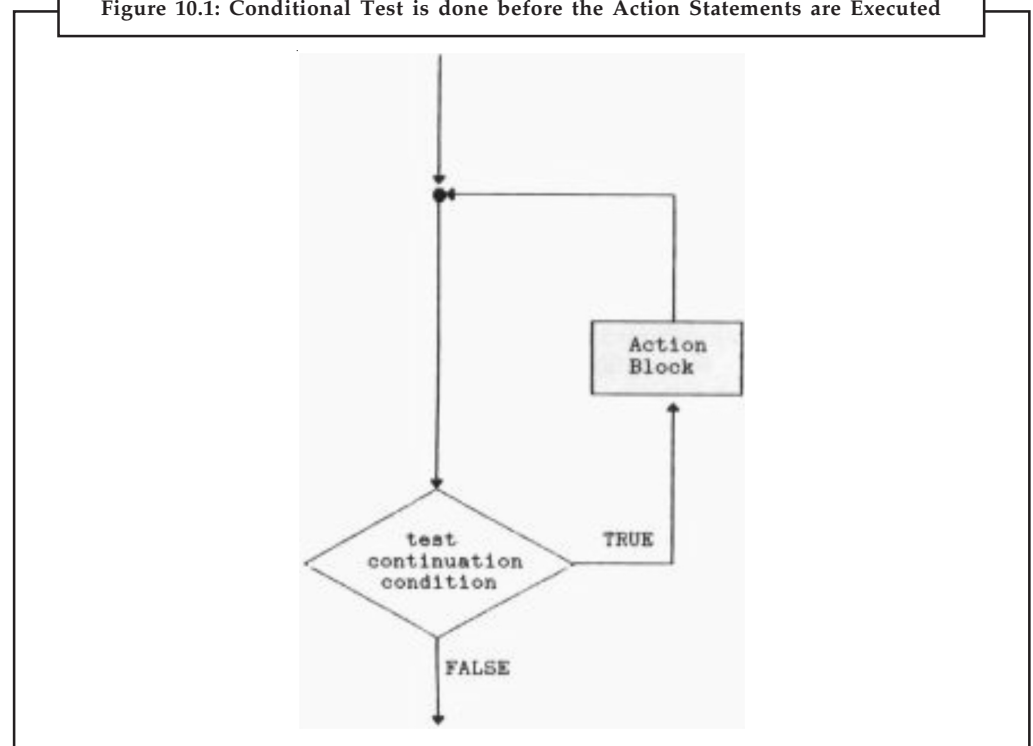 Figure 10.1: Conditional Test is done before the Action Statements are Executed
Action
Block
test
continuation
condition
TRUE
FALSE